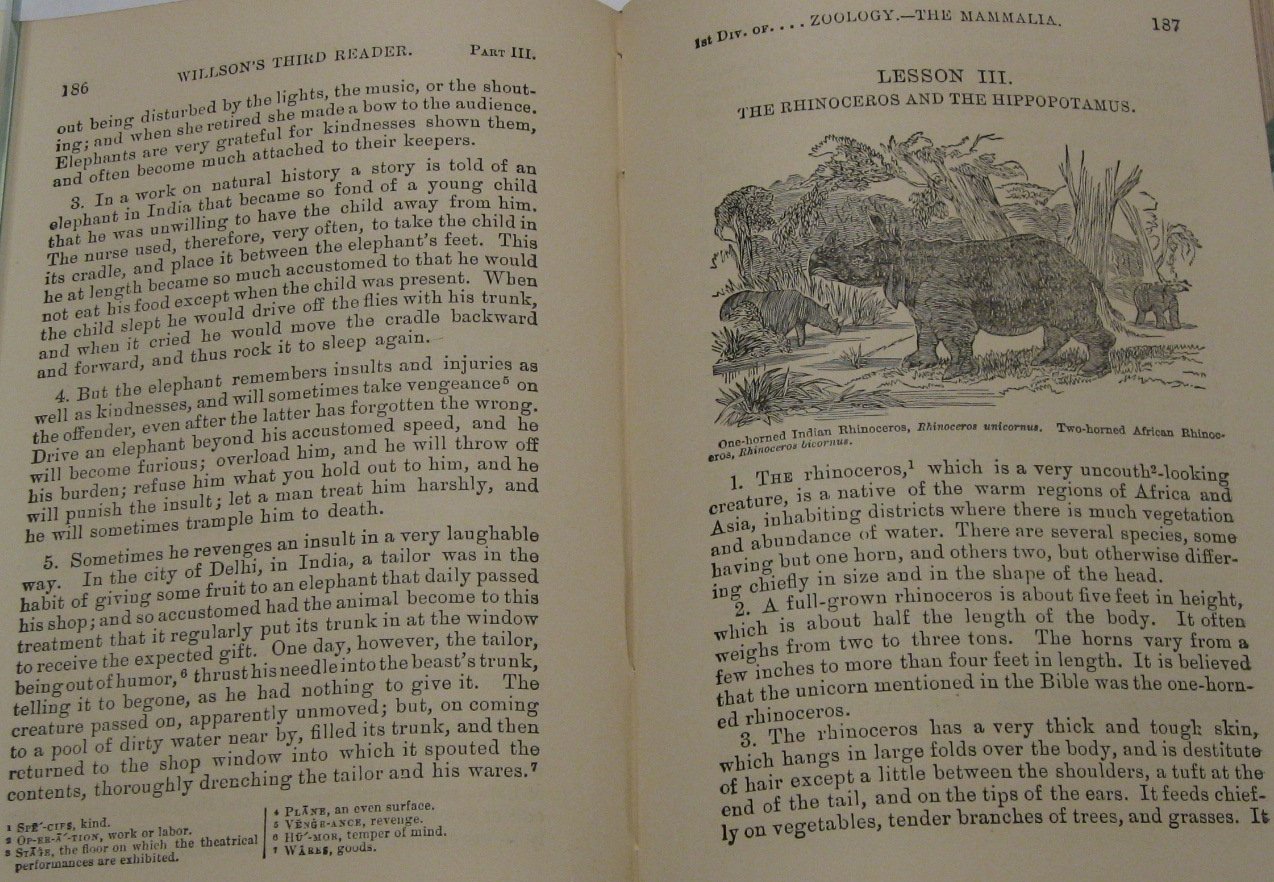 186 WILLSON'S THIRD READER. PART III.
out being disturbed by the lights, the music, or the shout-
ing; and when she retired she made a bow to the audience.
Elephants are very grateful for kindnesses shown them,
and often become much attached to their keepers.
3. In a work on natural history a story is told of an
elephant in India that became so fond of a young child
that he was unwilling to have the child away from him.
The nurse used, therefore, very often, to take the child in
its cradle, and place it between the elephant's feet. This
he at length became so much accustomed to that he would
not eat his food except when the child was present. When
the child slept he would drive off the flies with his trunk,
and when it cried he would move the cradle backward
and forward, and thus rock it to sleep again.
4. But the elephant remembers insults and injuries as
well as kindnesses, and will sometimes take vengeance⁵ on
the offender, even after the latter has forgotten the wrong.
Drive an elephant beyond his accustomed speed, and he
will become furious; overload him, and he will throw off
his burden; refuse him what you hold out to him, and he
will punish the insult; let a man treat him harshly, and
he will sometimes trample him to death.
5. Sometimes he revenges an insult in a very laughable
way. In the city of Delhi, in India, a tailor was in the
habit of giving some fruit to an elephant that daily passed
his shop; and so accustomed had the animal become to this
treatment that it regularly put its trunk in at the window
to receive the expected gift. One day, however, the tailor,
being out of humor,⁶ thrust his needle into the beast's trunk,
telling it to begone, as he had nothing to give it. The
creature passed on, apparently unmoved; but, on coming
to a pool of dirty water near by, filled its trunk, and then
returned to the shop window into which it spouted the
contents, thoroughly drenching the tailor and his wares.⁷
¹ SPĒ´-CIES, kind.
² OP-ER-Ā´-TION, work or labor.
³ STĀGE, the floor on which the theatrical
performances are exhibited.
⁴ PLĀNE, an even surface.
⁵ VĔNGE-ANCE, revenge.
⁶ HŪ´-MOR, temper of mind.
⁷ WÂRES, goods.
1st DIV. OF.... ZOOLOGY.—THE MAMMALIA. 187
LESSON III.
THE RHINOCEROS AND THE HIPPOPOTAMUS.
One-horned Indian Rhinoceros, Rhinoceros unicornus. Two-horned African Rhinoc-
eros, Rhinoceros bicornus.
1. THE rhinoceros,¹ which is a very uncouth²-looking
creature, is a native of the warm regions of Africa and
Asia, inhabiting districts where there is much vegetation
and abundance of water. There are several species, some
having but one horn, and others two, but otherwise differ-
ing chiefly in size and in the shape of the head.
2. A full-grown rhinoceros is about five feet in height,
which is about half the length of the body. It often
weighs from two to three tons. The horns vary from a
few inches to more than four feet in length. It is believed
that the unicorn mentioned in the Bible was the one-horn-
ed rhinoceros.
3. The rhinoceros has a very thick and tough skin,
which hangs in large folds over the body, and is destitute
of hair except a little between the shoulders, a tuft at the
end of the tail, and on the tips of the ears. It feeds chief-
ly on vegetables, tender branches of trees, and grasses. It